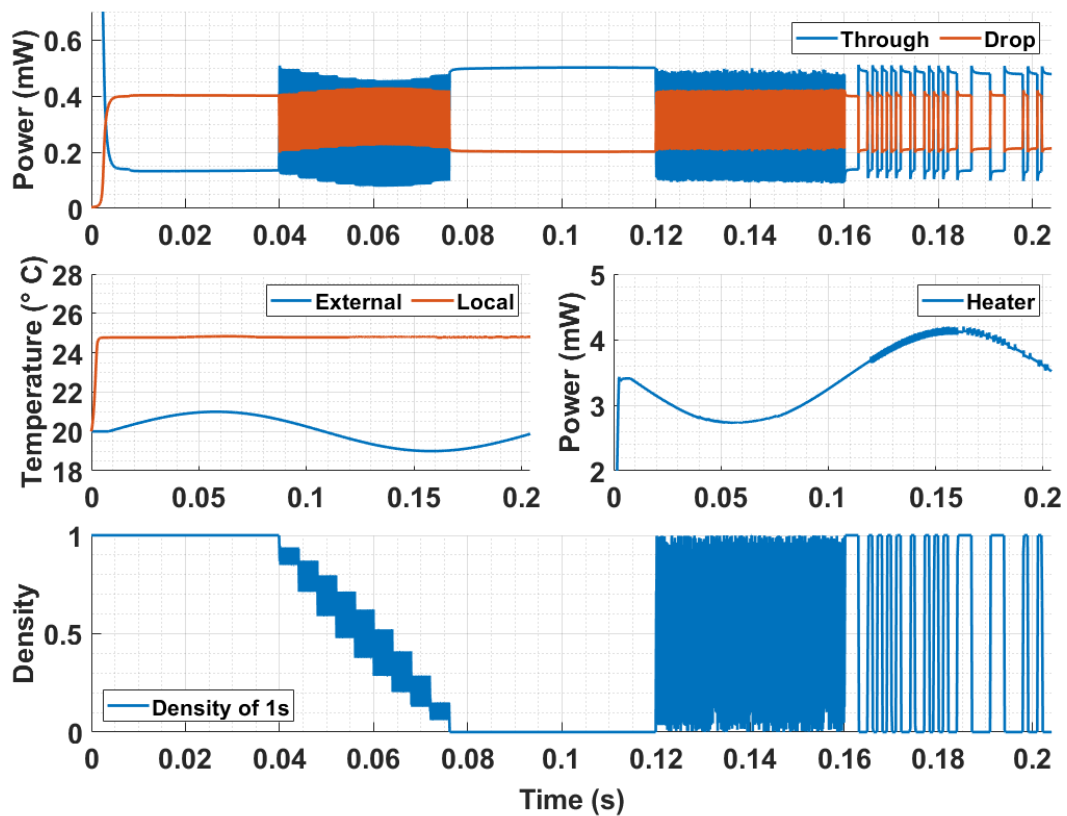 Power (mW)
0.6
0.4
0.2
0
Through Drop
0 0.02 0.04 0.06 0.08 0.1 0.12 0.14 0.16 0.18 0.2
Temperature (° C)
28
26
24
22
20
18
External Local
0 0.05 0.1 0.15 0.2
Power (mW)
5
4
3
2
Heater
0 0.05 0.1 0.15 0.2
Density
1
0.5
0
Density of 1s
0 0.02 0.04 0.06 0.08 0.1 0.12 0.14 0.16 0.18 0.2
Time (s)